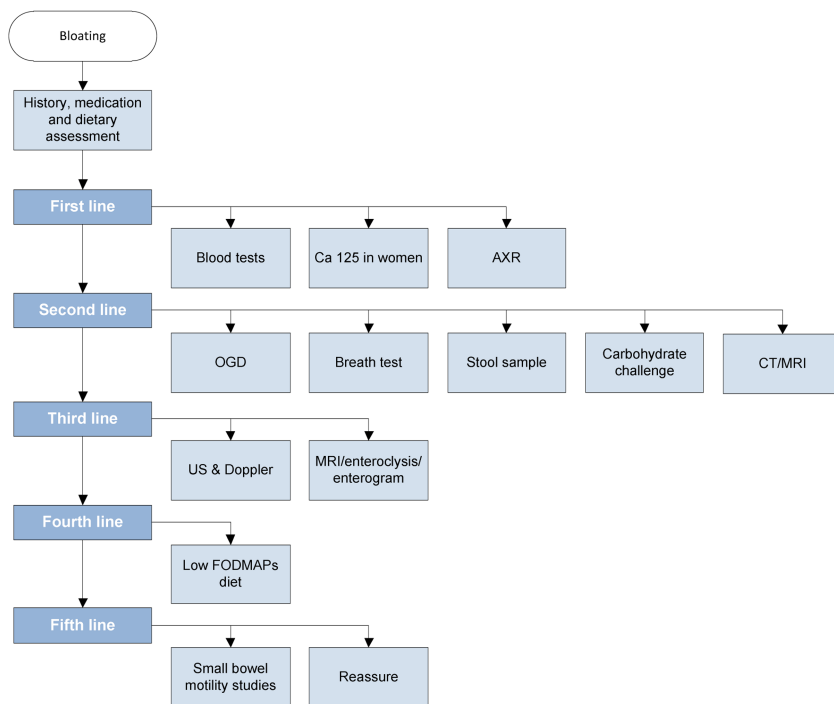 Bloating
History, medication
and dietary
assessment
First line
Blood tests
Ca 125 in women
AXR
Second line
OGD
Breath test
Stool sample
Carbohydrate
challenge
CT/MRI
Third line
US & Doppler
MRI/enteroclysis/
enterogram
Fourth line
Low FODMAPs
diet
Fifth line
Small bowel
motility studies
Reassure